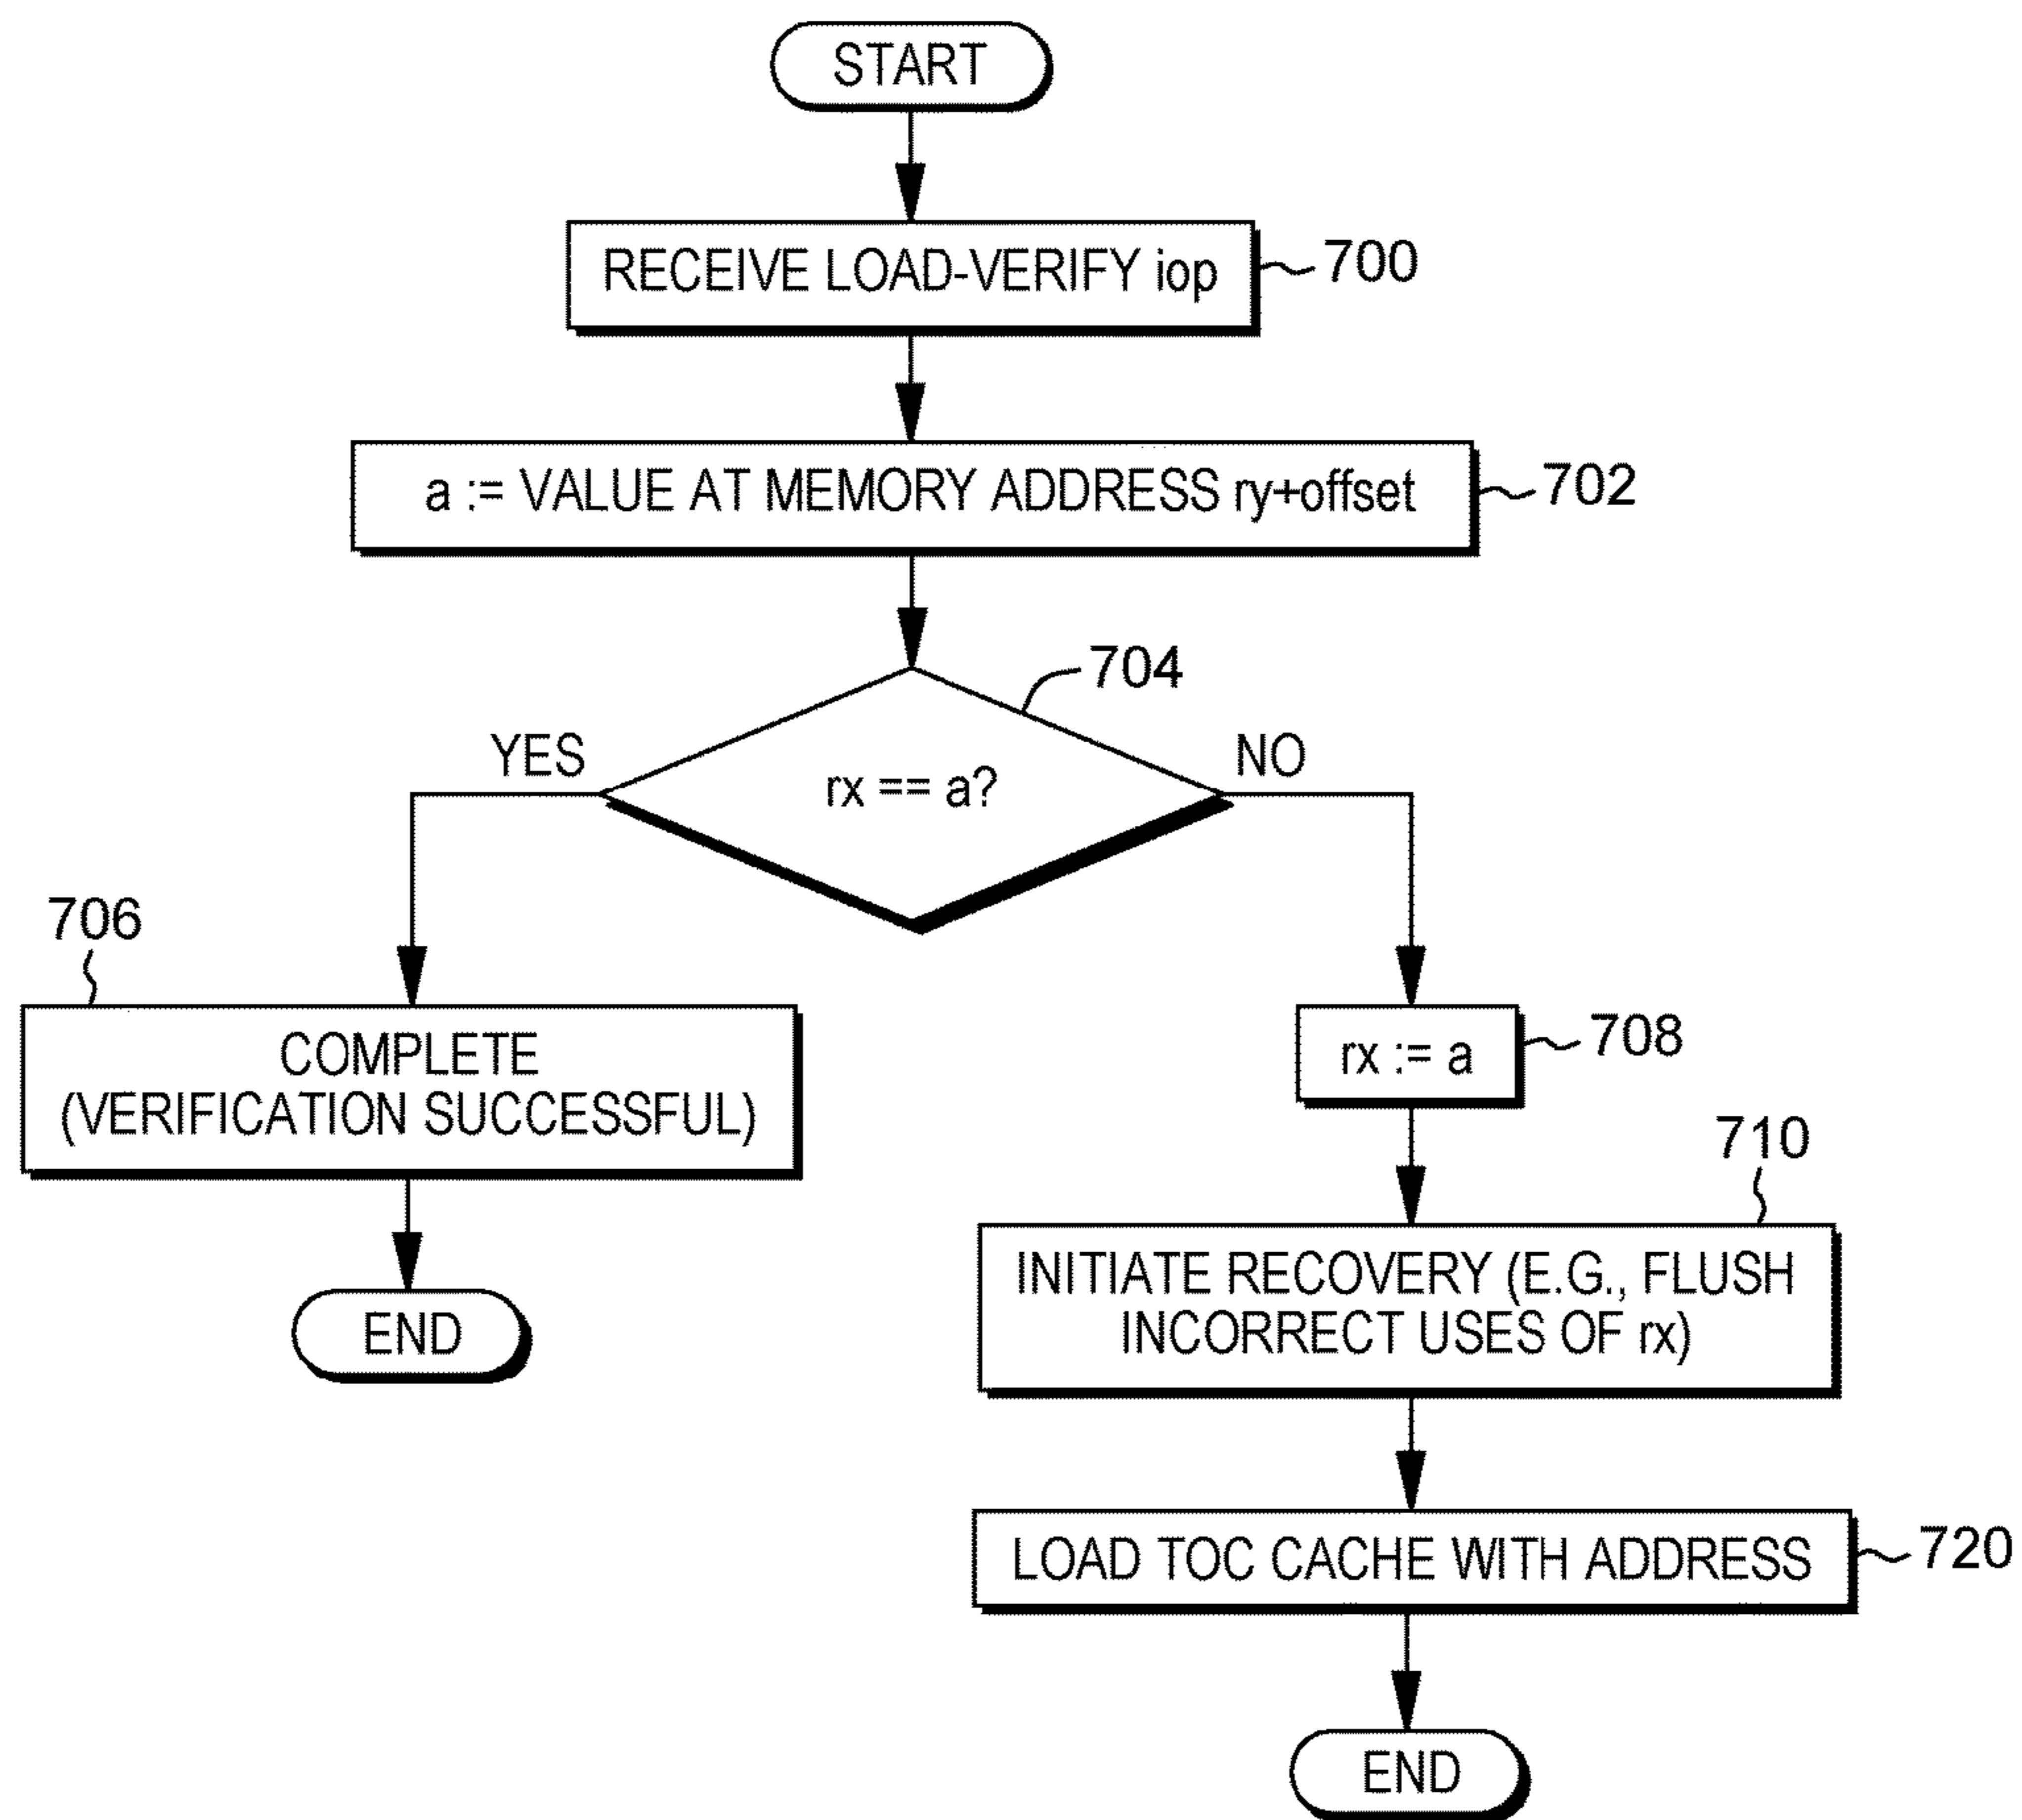 START
RECEIVE LOAD-VERIFY iop
700
a := VALUE AT MEMORY ADDRESS ry+offset
702
704
YES
rx == a?
NO
706
COMPLETE
(VERIFICATION SUCCESSFUL)
END
rx := a
708
710
INITIATE RECOVERY (E.G., FLUSH
INCORRECT USES OF rx)
LOAD TOC CACHE WITH ADDRESS
720
END